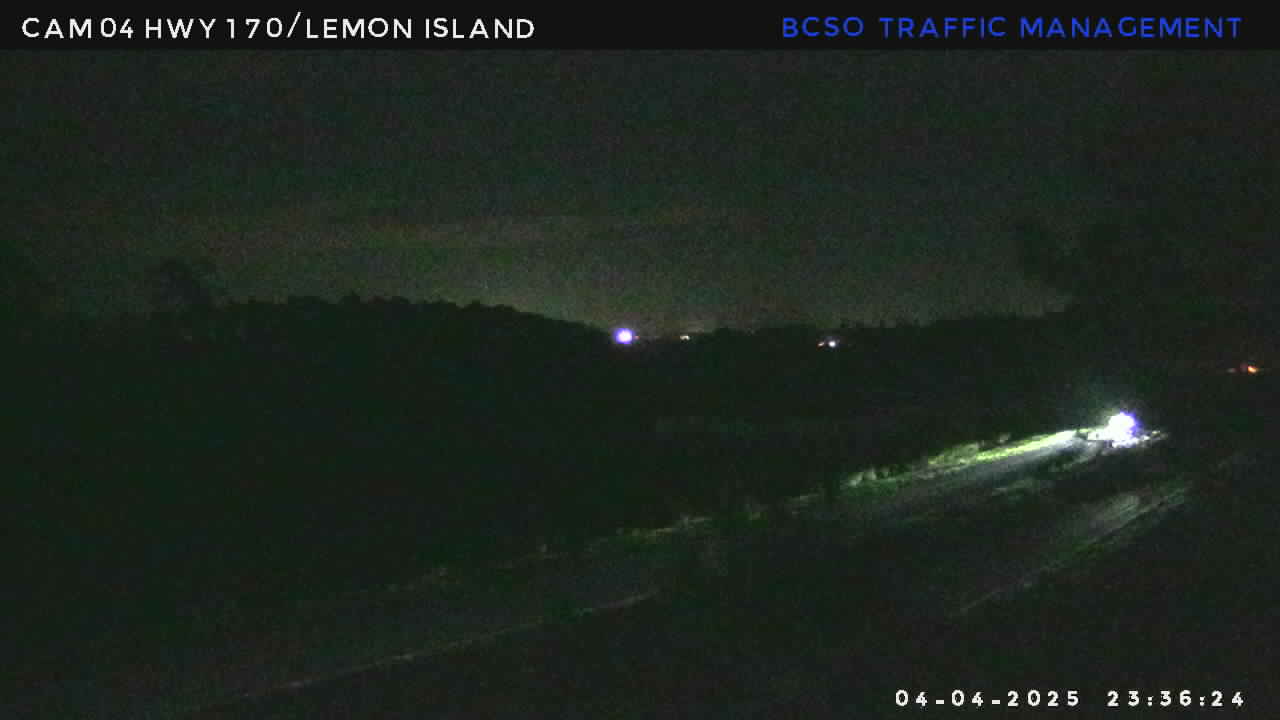 CAM04 HWY 170/LEMON ISLAND
BCSO TRAFFIC MANAGEMENT
04-04-2025 23:36:24